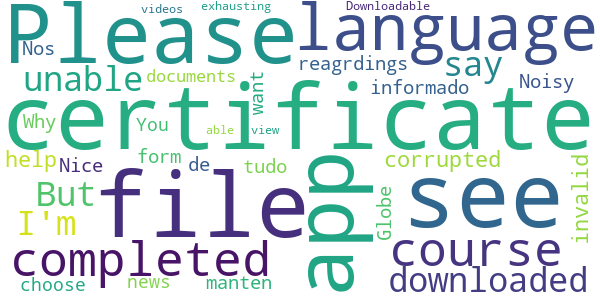 videos exhausting Downloadable
Please language
Nos
reagrdings say
unable documents want informado Noisy
certificate
Why You able view
help Nice form de tudo corrupted
But file app see invalid
I'm Globe
completed course
choose news manten downloaded